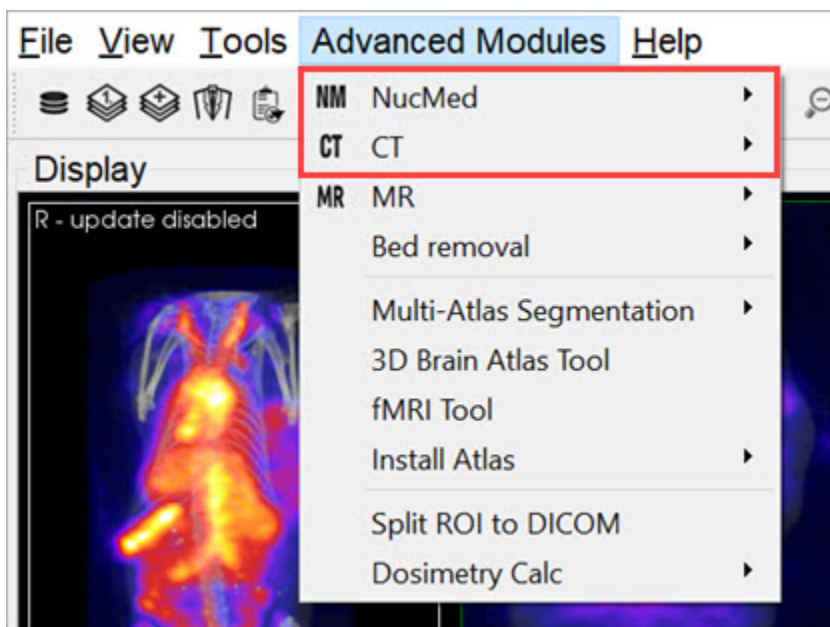 File View Tools Advanced Modules Help
1 +
NM NucMed
CT CT
Display
MR MR
R - update disabled
Bed removal
Multi-Atlas Segmentation
3D Brain Atlas Tool
fMRI Tool
Install Atlas
Split ROI to DICOM
Dosimetry Calc